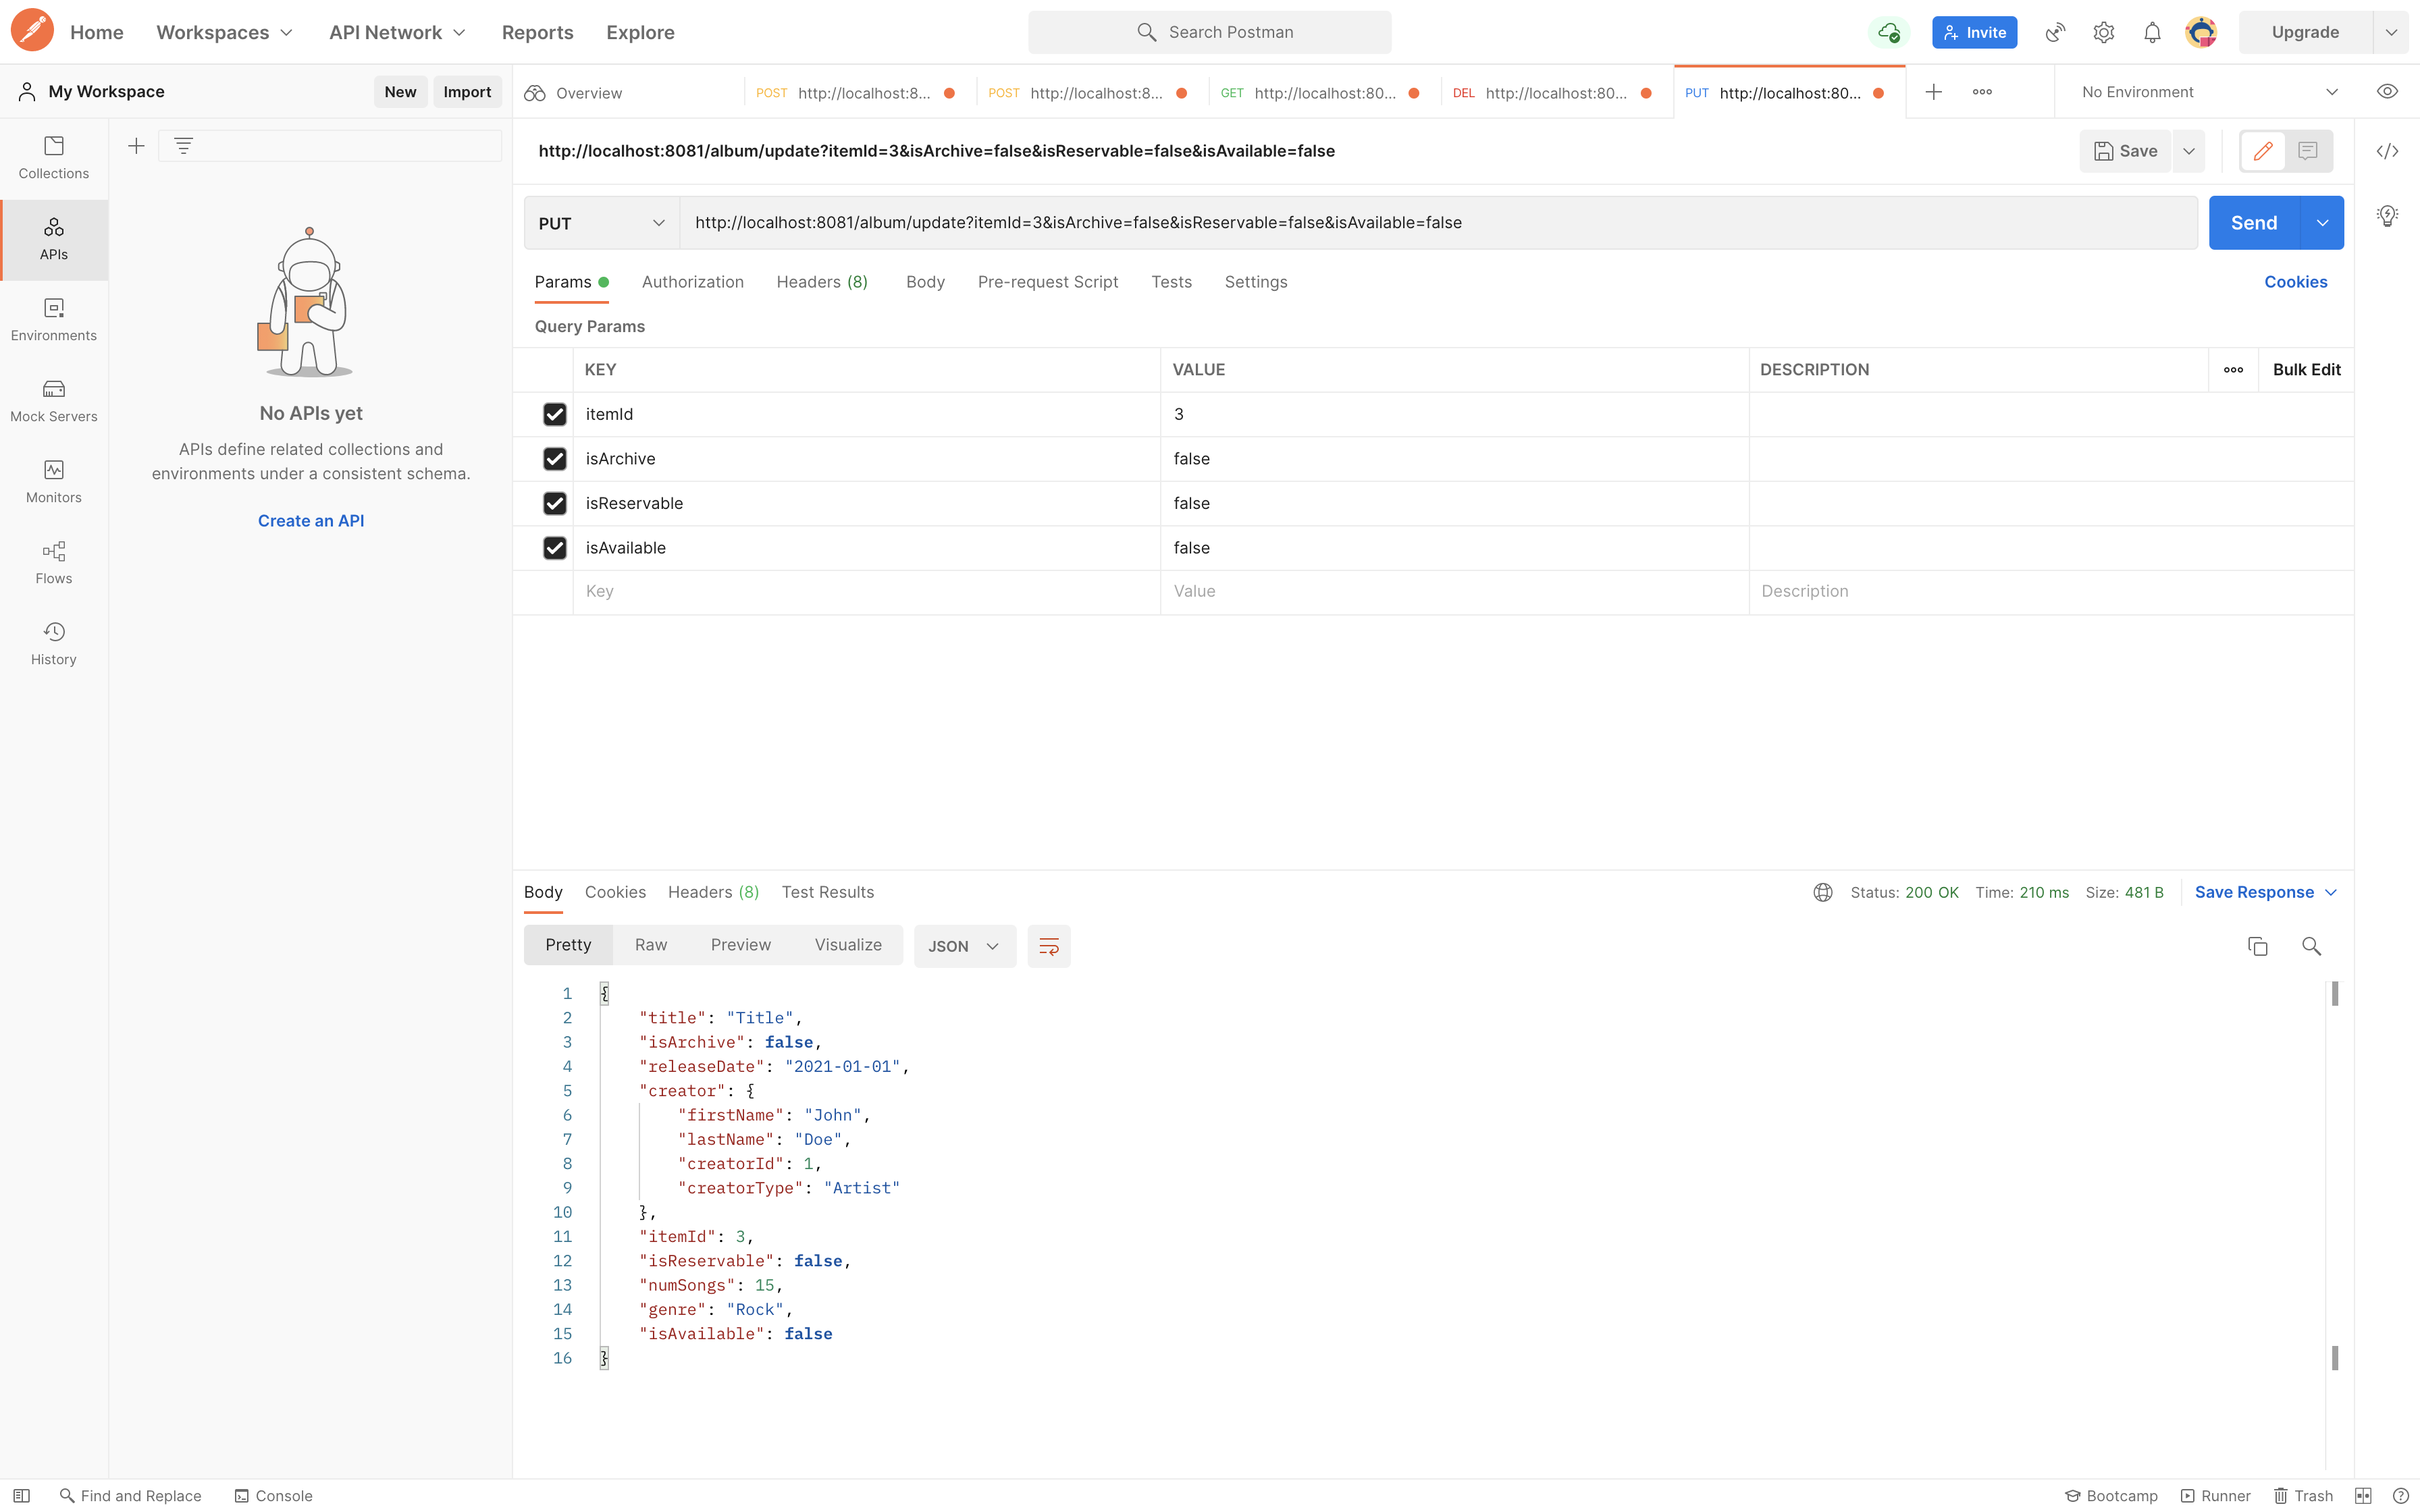 Home Workspaces API Network Reports Explore Search Postman Invite Upgrade
My Workspace New Import
Overview POST http://localhost:8... POST http://localhost:8... GET http://localhost:80... DEL http://localhost:80... PUT http://localhost:80... No Environment
Collections
APIs
Environments
Mock Servers
Monitors
Flows
History
No APIs yet
APIs define related collections and
environments under a consistent schema.
Create an API
http://localhost:8081/album/update?itemId=3&isArchive=false&isReservable=false&isAvailable=false Save
PUT http://localhost:8081/album/update?itemId=3&isArchive=false&isReservable=false&isAvailable=false Send
Params Authorization Headers (8) Body Pre-request Script Tests Settings Cookies
Query Params
KEY VALUE DESCRIPTION Bulk Edit
itemId 3
isArchive false
isReservable false
isAvailable false
Key Value Description
Body Cookies Headers (8) Test Results Status: 200 OK Time: 210 ms Size: 481 B Save Response
Pretty Raw Preview Visualize JSON
1 {
2 "title": "Title",
3 "isArchive": false,
4 "releaseDate": "2021-01-01",
5 "creator": {
6 "firstName": "John",
7 "lastName": "Doe",
8 "creatorId": 1,
9 "creatorType": "Artist"
10 },
11 "itemId": 3,
12 "isReservable": false,
13 "numSongs": 15,
14 "genre": "Rock",
15 "isAvailable": false
16 }
Find and Replace Console Bootcamp Runner Trash